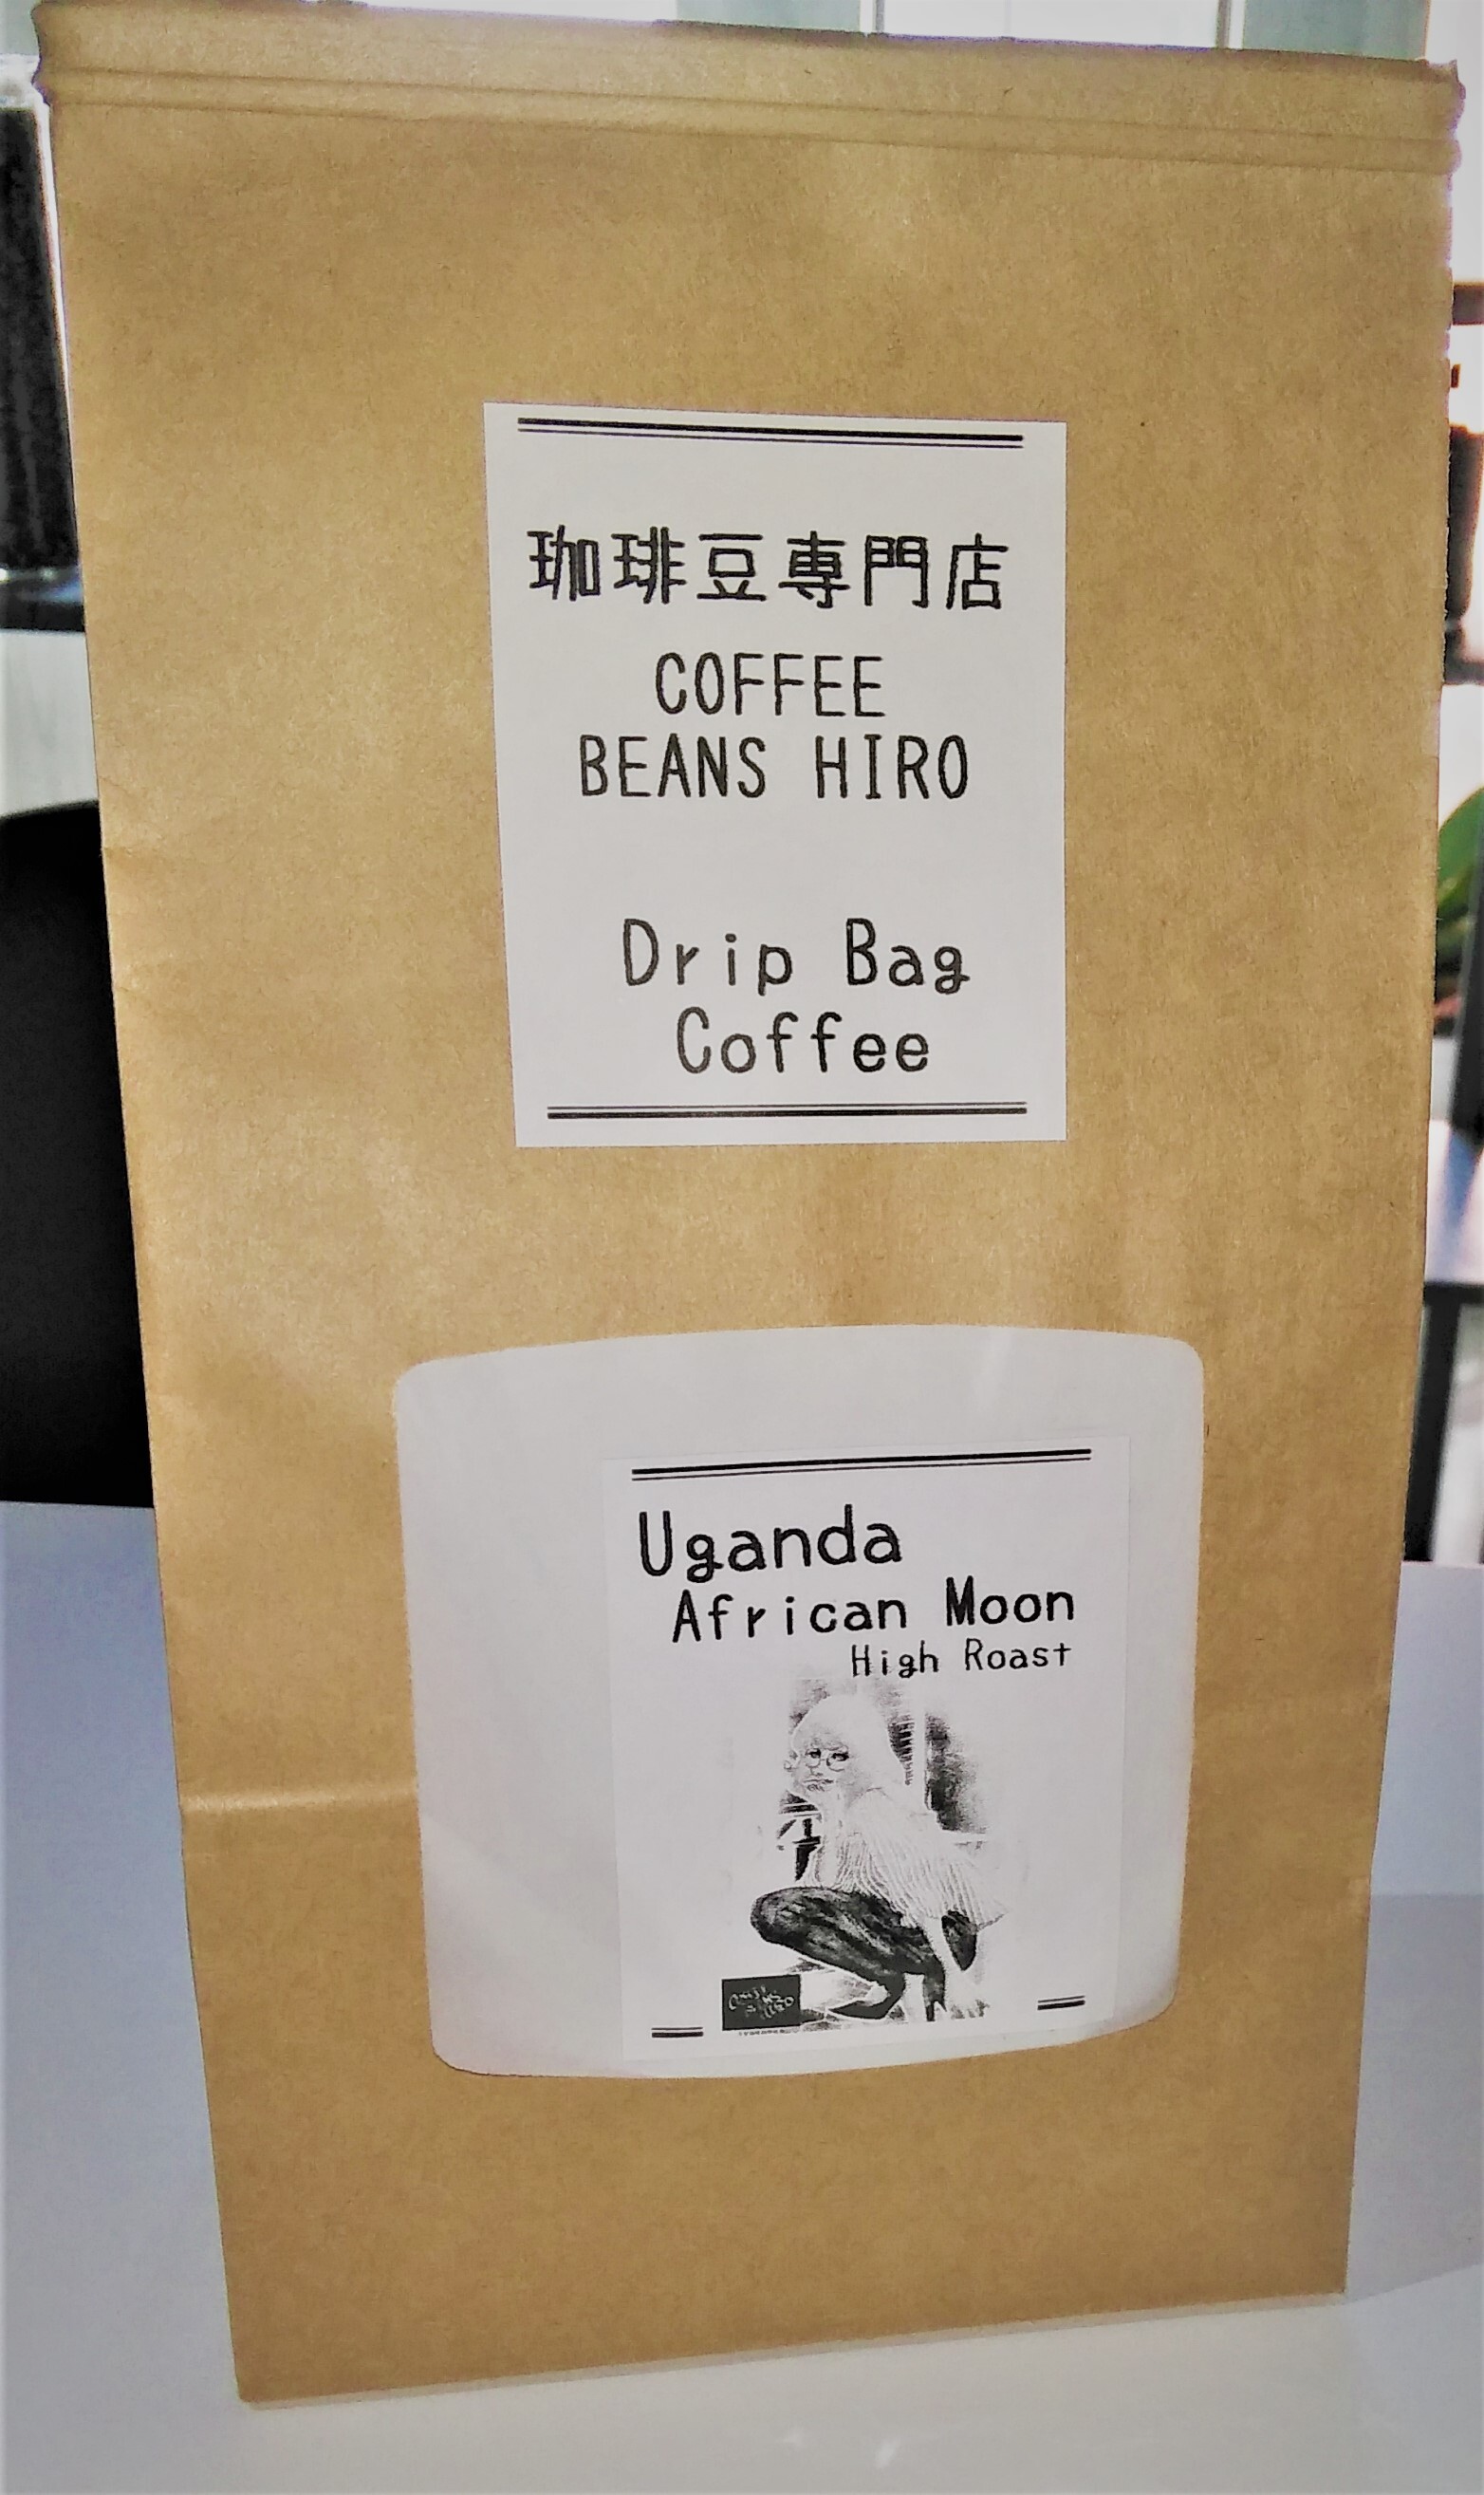 珈琲豆専門店
COFFEE
BEANS HIRO
Drip Bag
Coffee
Uganda
African Moon
High Roast